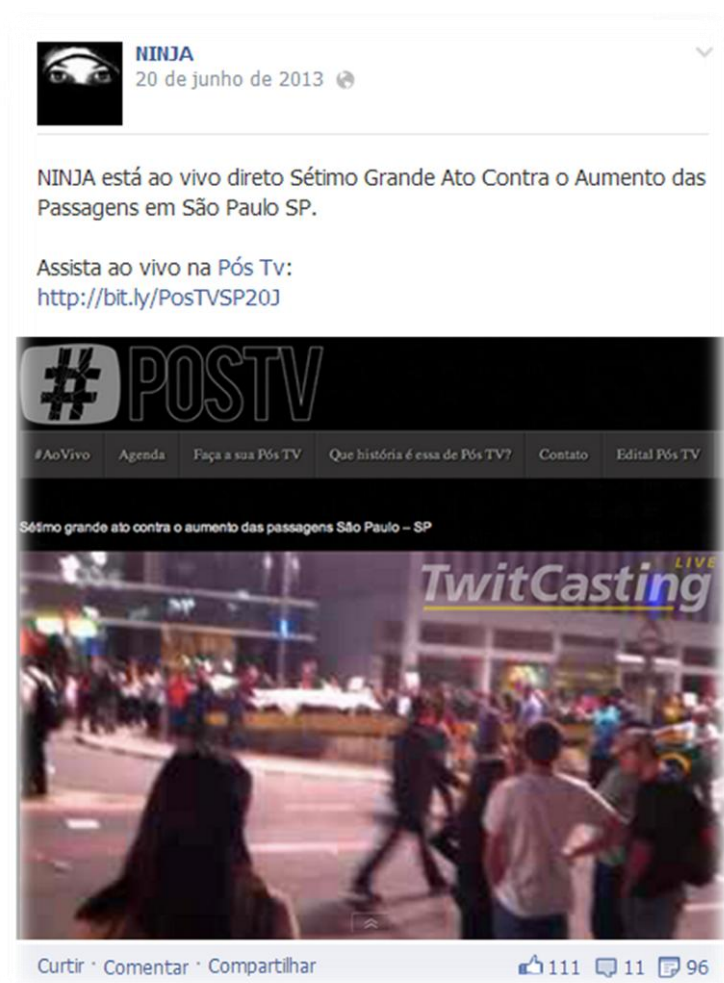 NINJA
20 de junho de 2013
NINJA está ao vivo direto Sétimo Grande Ato Contra o Aumento das
Passagens em São Paulo SP.
Assista ao vivo na Pós Tv:
http://bit.ly/PosTVSP20J
# POSTV
#AoVivo Agenda Faça a sua Pós TV Que história é essa de Pós TV? Contato Edital Pós TV
Sétimo grande ato contra o aumento das passagens São Paulo – SP
LIVE
TwitCasting
Curtir · Comentar · Compartilhar 111 11 96